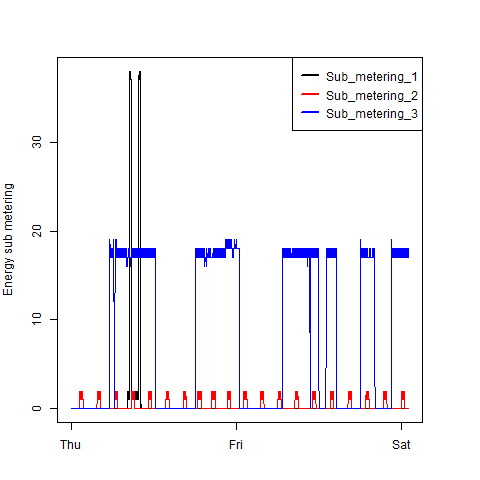 Sub_metering_1
Sub_metering_2
Sub_metering_3
Energy sub metering
30
20
10
0
Thu Fri Sat